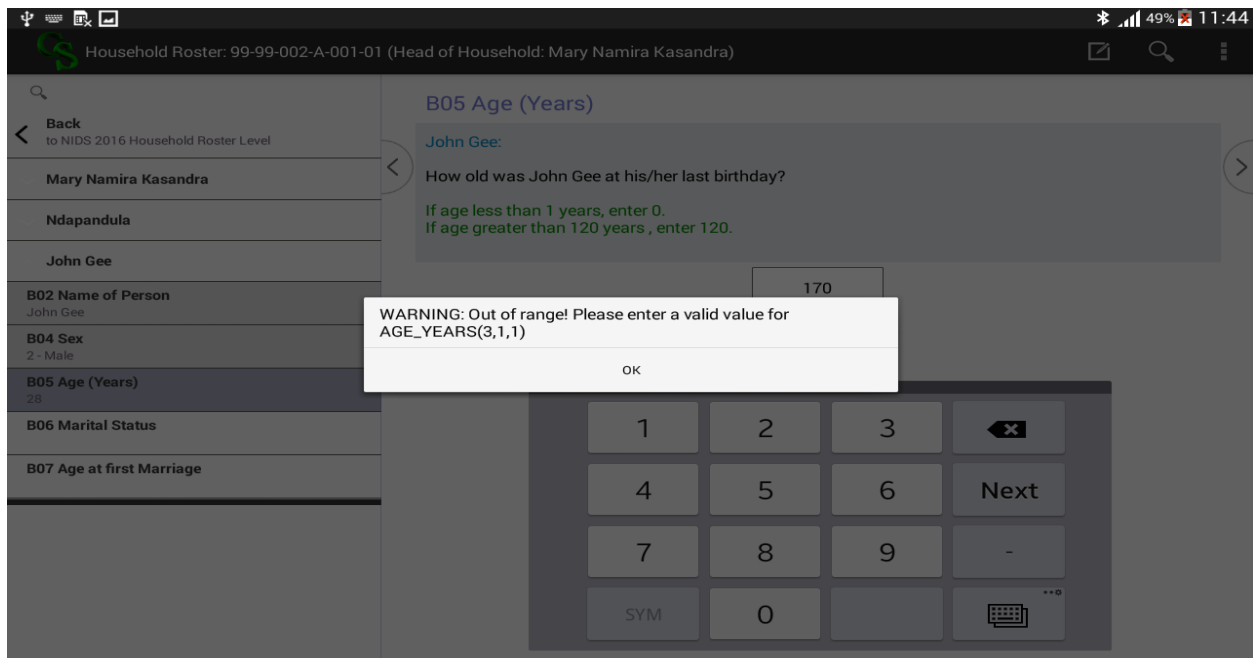 49% 11:44
CS Household Roster: 99-99-002-A-001-01 (Head of Household: Mary Namira Kasandra)
Back
to NIDS 2016 Household Roster Level
Mary Namira Kasandra
Ndapandula
John Gee
B02 Name of Person
John Gee
B04 Sex
2 - Male
B05 Age (Years)
28
B06 Marital Status
B07 Age at first Marriage
B05 Age (Years)
John Gee:
How old was John Gee at his/her last birthday?
If age less than 1 years, enter 0.
If age greater than 120 years , enter 120.
170
WARNING: Out of range! Please enter a valid value for
AGE_YEARS(3,1,1)
OK
1 2 3
4 5 6 Next
7 8 9 -
SYM 0